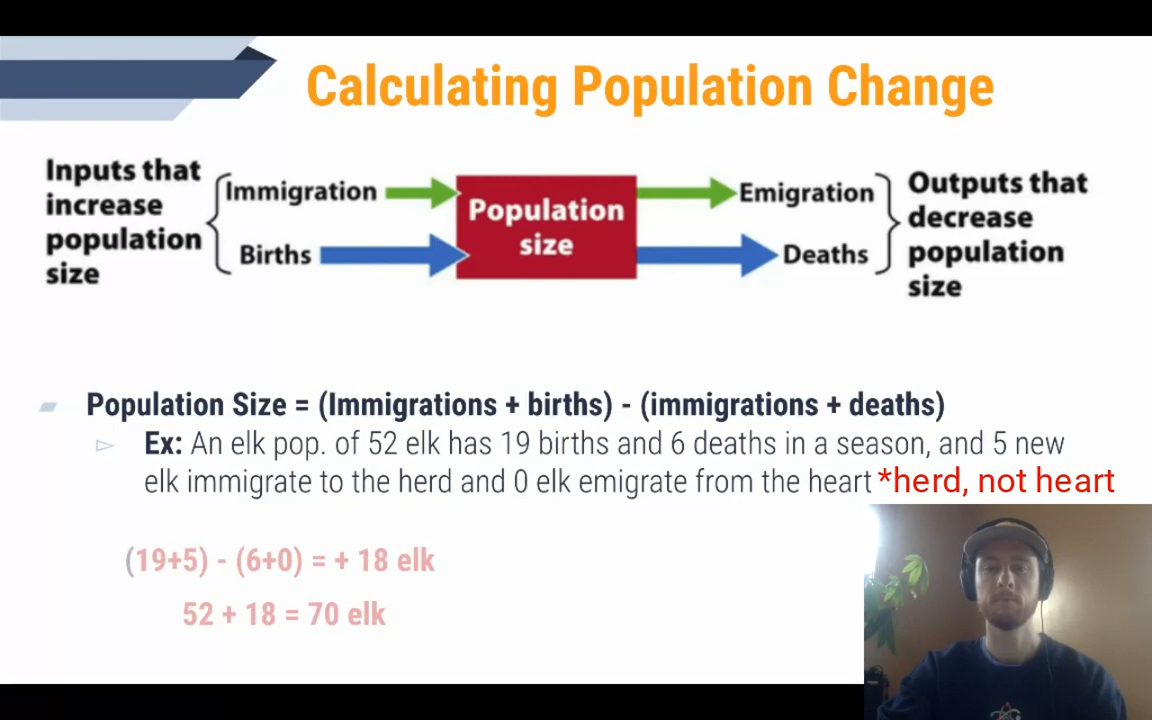 Calculating Population Change
Inputs that
increase
population
size
Immigration
Births
Population
size
Emigration
Deaths
Outputs that
decrease
population
size
Population Size = (Immigrations + births) - (immigrations + deaths)
Ex: An elk pop. of 52 elk has 19 births and 6 deaths in a season, and 5 new
elk immigrate to the herd and 0 elk emigrate from the heart *herd, not heart
(19+5) - (6+0) = + 18 elk
52 + 18 = 70 elk